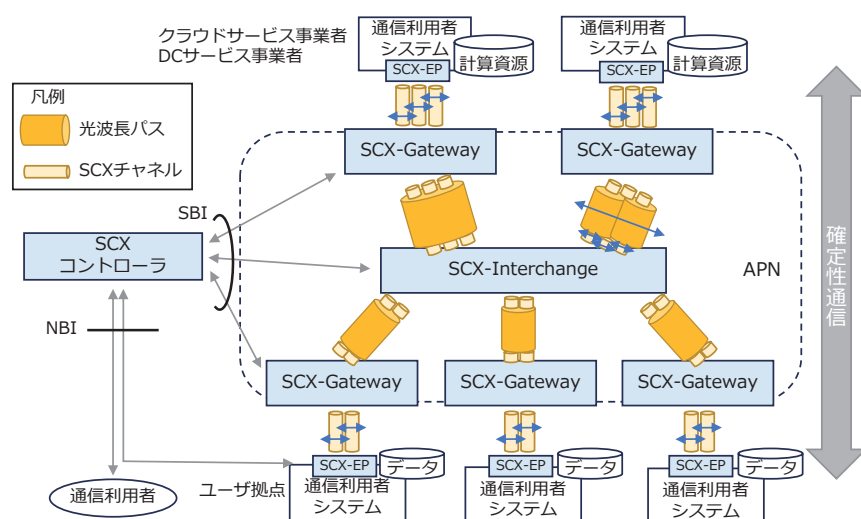 クラウドサービス事業者
DCサービス事業者
通信利用者
システム
SCX-EP
計算資源
通信利用者
システム
SCX-EP
計算資源
凡例
光波長パス
SCXチャネル
SCX-Gateway
SCX-Gateway
SBI
SCX
コントローラ
SCX-Interchange
APN
確定性通信
NBI
SCX-Gateway
SCX-Gateway
SCX-Gateway
ユーザ拠点
SCX-EP
データ
通信利用者
システム
SCX-EP
データ
通信利用者
システム
SCX-EP
データ
通信利用者
システム
通信利用者